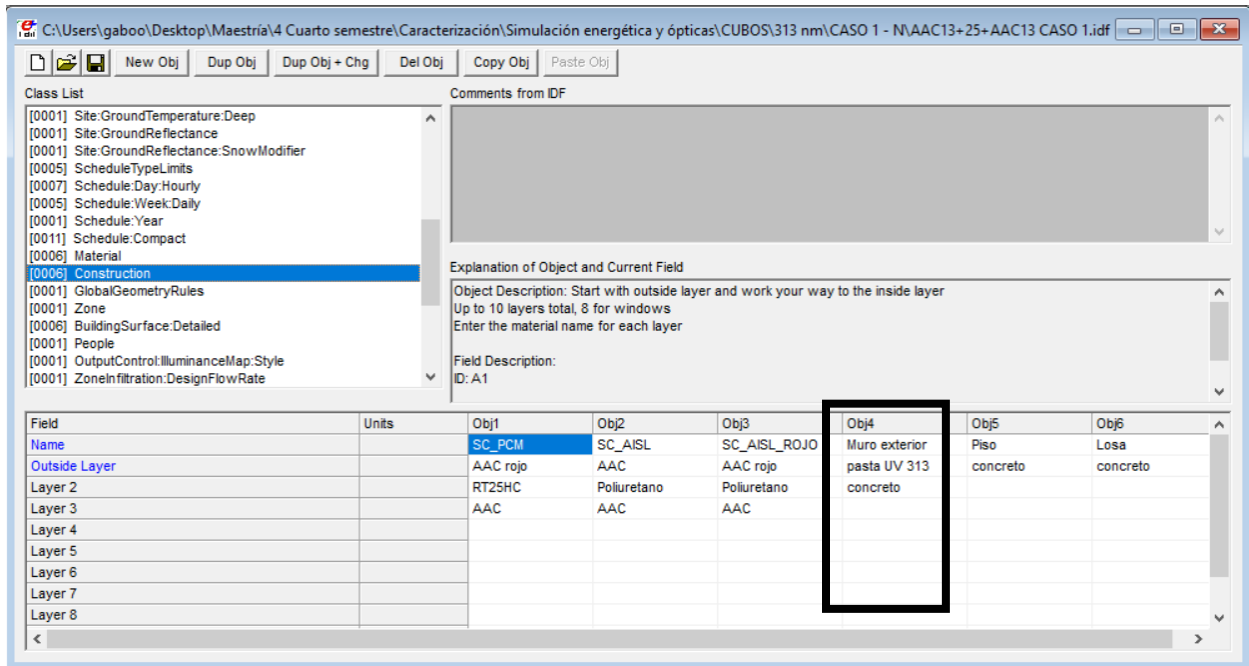 C:\Users\gaboo\Desktop\Maestría\4 Cuarto semestre\Caracterización\Simulación energética y ópticas\CUBOS\313 nm\CASO 1 - N\AAC13+25+AAC13 CASO 1.idf
New Obj Dup Obj Dup Obj + Chg Del Obj Copy Obj Paste Obj
Class List
[0001] Site:GroundTemperature:Deep
[0001] Site:GroundReflectance
[0001] Site:GroundReflectance:SnowModifier
[0005] ScheduleTypeLimits
[0007] Schedule:Day:Hourly
[0005] Schedule:Week:Daily
[0001] Schedule:Year
[0011] Schedule:Compact
[0006] Material
[0006] Construction
[0001] GlobalGeometryRules
[0001] Zone
[0006] BuildingSurface:Detailed
[0001] People
[0001] OutputControl:IlluminanceMap:Style
[0001] ZoneInfiltration:DesignFlowRate
Comments from IDF
Explanation of Object and Current Field
Object Description: Start with outside layer and work your way to the inside layer
Up to 10 layers total, 8 for windows
Enter the material name for each layer
Field Description:
ID: A1
Field Units Obj1 Obj2 Obj3 Obj4 Obj5 Obj6
Name SC_PCM SC_AISL SC_AISL_ROJO Muro exterior Piso Losa
Outside Layer AAC rojo AAC AAC rojo pasta UV 313 concreto concreto
Layer 2 RT25HC Poliuretano Poliuretano concreto
Layer 3 AAC AAC AAC
Layer 4
Layer 5
Layer 6
Layer 7
Layer 8